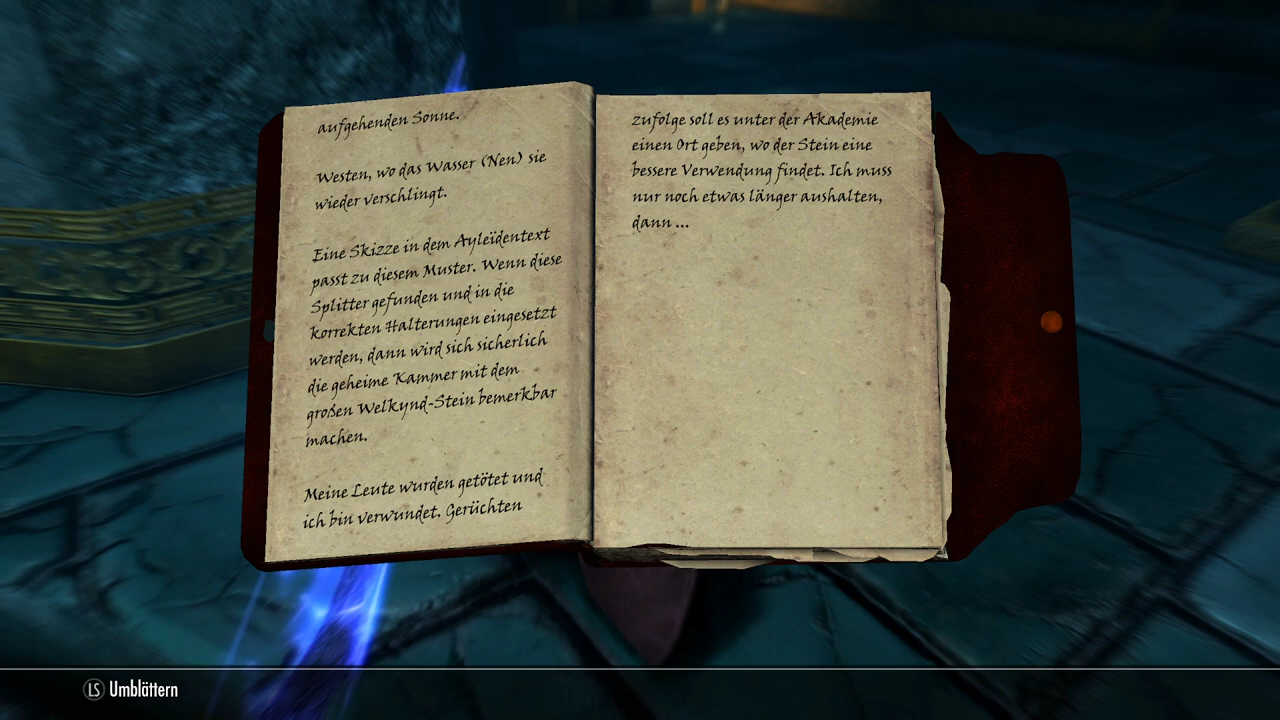 aufgehenden Sonne.
Westen, wo das Wasser (Nen) sie
wieder verschlingt.
Eine Skizze in dem Ayleïdentext
passt zu diesem Muster. Wenn diese
Splitter gefunden und in die
korrekten Halterungen eingesetzt
werden, dann wird sich sicherlich
die geheime Kammer mit dem
großen Welkynd-Stein bemerkbar
machen.
Meine Leute wurden getötet und
ich bin verwundet. Gerüchten
zufolge soll es unter der Akademie
einen Ort geben, wo der Stein eine
bessere Verwendung findet. Ich muss
nur noch etwas länger aushalten,
dann ...
LS Umblättern